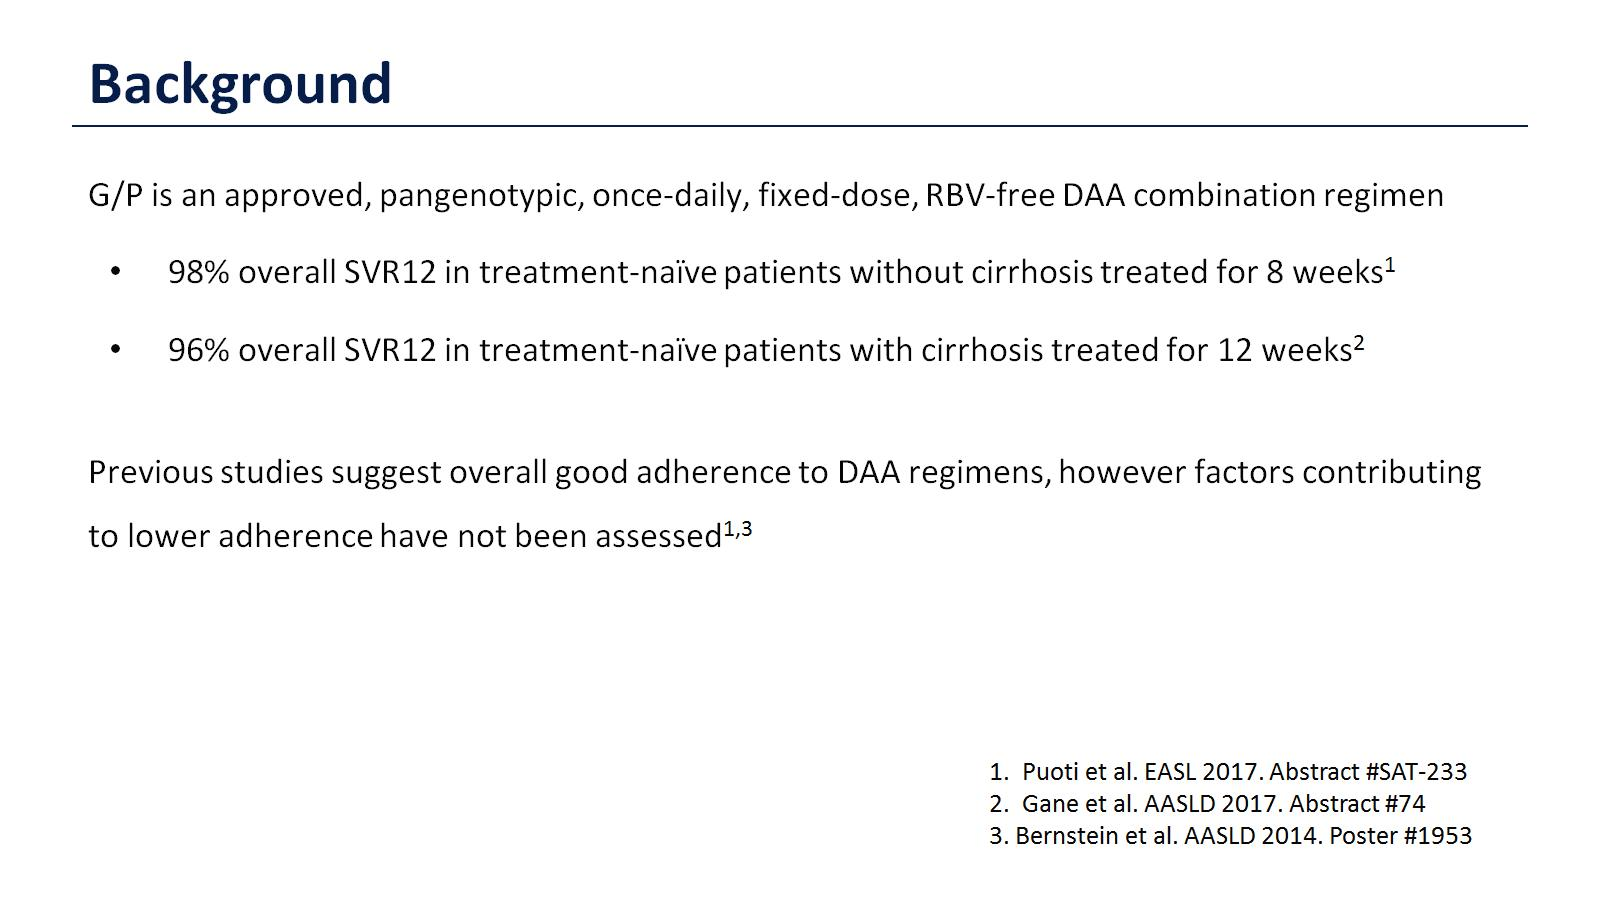 Background
G/P is an approved, pangenotypic, once-daily, fixed-dose, RBV-free DAA combination regimen
• 98% overall SVR12 in treatment-naïve patients without cirrhosis treated for 8 weeks¹
• 96% overall SVR12 in treatment-naïve patients with cirrhosis treated for 12 weeks²
Previous studies suggest overall good adherence to DAA regimens, however factors contributing
to lower adherence have not been assessed¹,³
1. Puoti et al. EASL 2017. Abstract #SAT-233
2. Gane et al. AASLD 2017. Abstract #74
3. Bernstein et al. AASLD 2014. Poster #1953